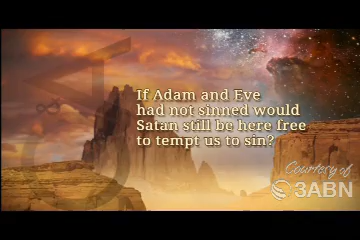 If Adam and Eve
had not sinned would
Satan still be here free
to tempt us to sin?
Courtesy of
3ABN